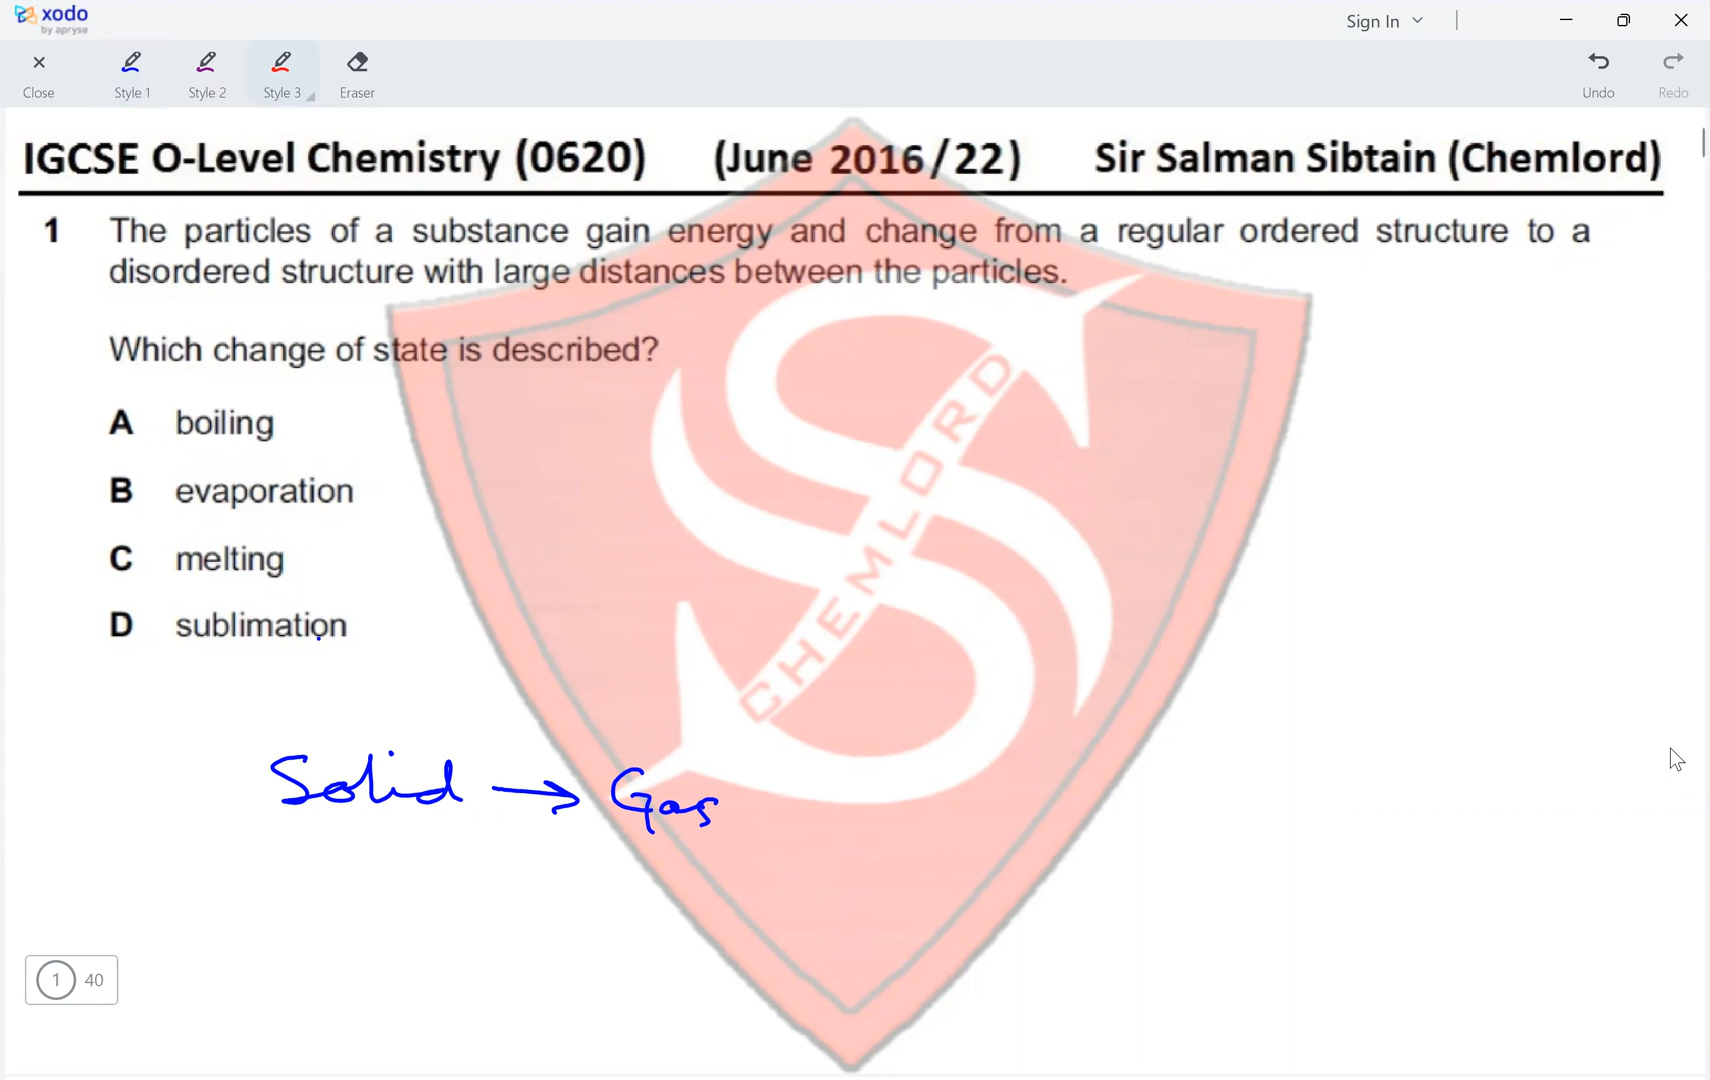 xodo
by apryse
Sign In
Close
Style 1
Style 2
Style 3
Eraser
Undo
Redo
IGCSE O-Level Chemistry (0620) (June 2016/22) Sir Salman Sibtain (Chemlord)
1 The particles of a substance gain energy and change from a regular ordered structure to a
disordered structure with large distances between the particles.
Which change of state is described?
A boiling
B evaporation
C melting
D sublimation
CHEMLORD
Solid → Gas
1 40